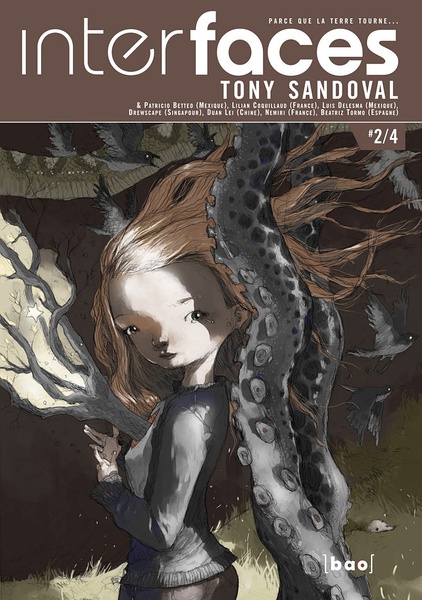 PARCE QUE LA TERRE TOURNE...
interfaces
TONY SANDOVAL
& Patricio Betteo (Mexique), Lilian Coquillaud (France), Luis Delesma (Mexique),
Drewscape (Singapour), Duan Lei (Chine), Nemiri (France), Beatriz Tormo (Espagne)
#2/4
[bao]